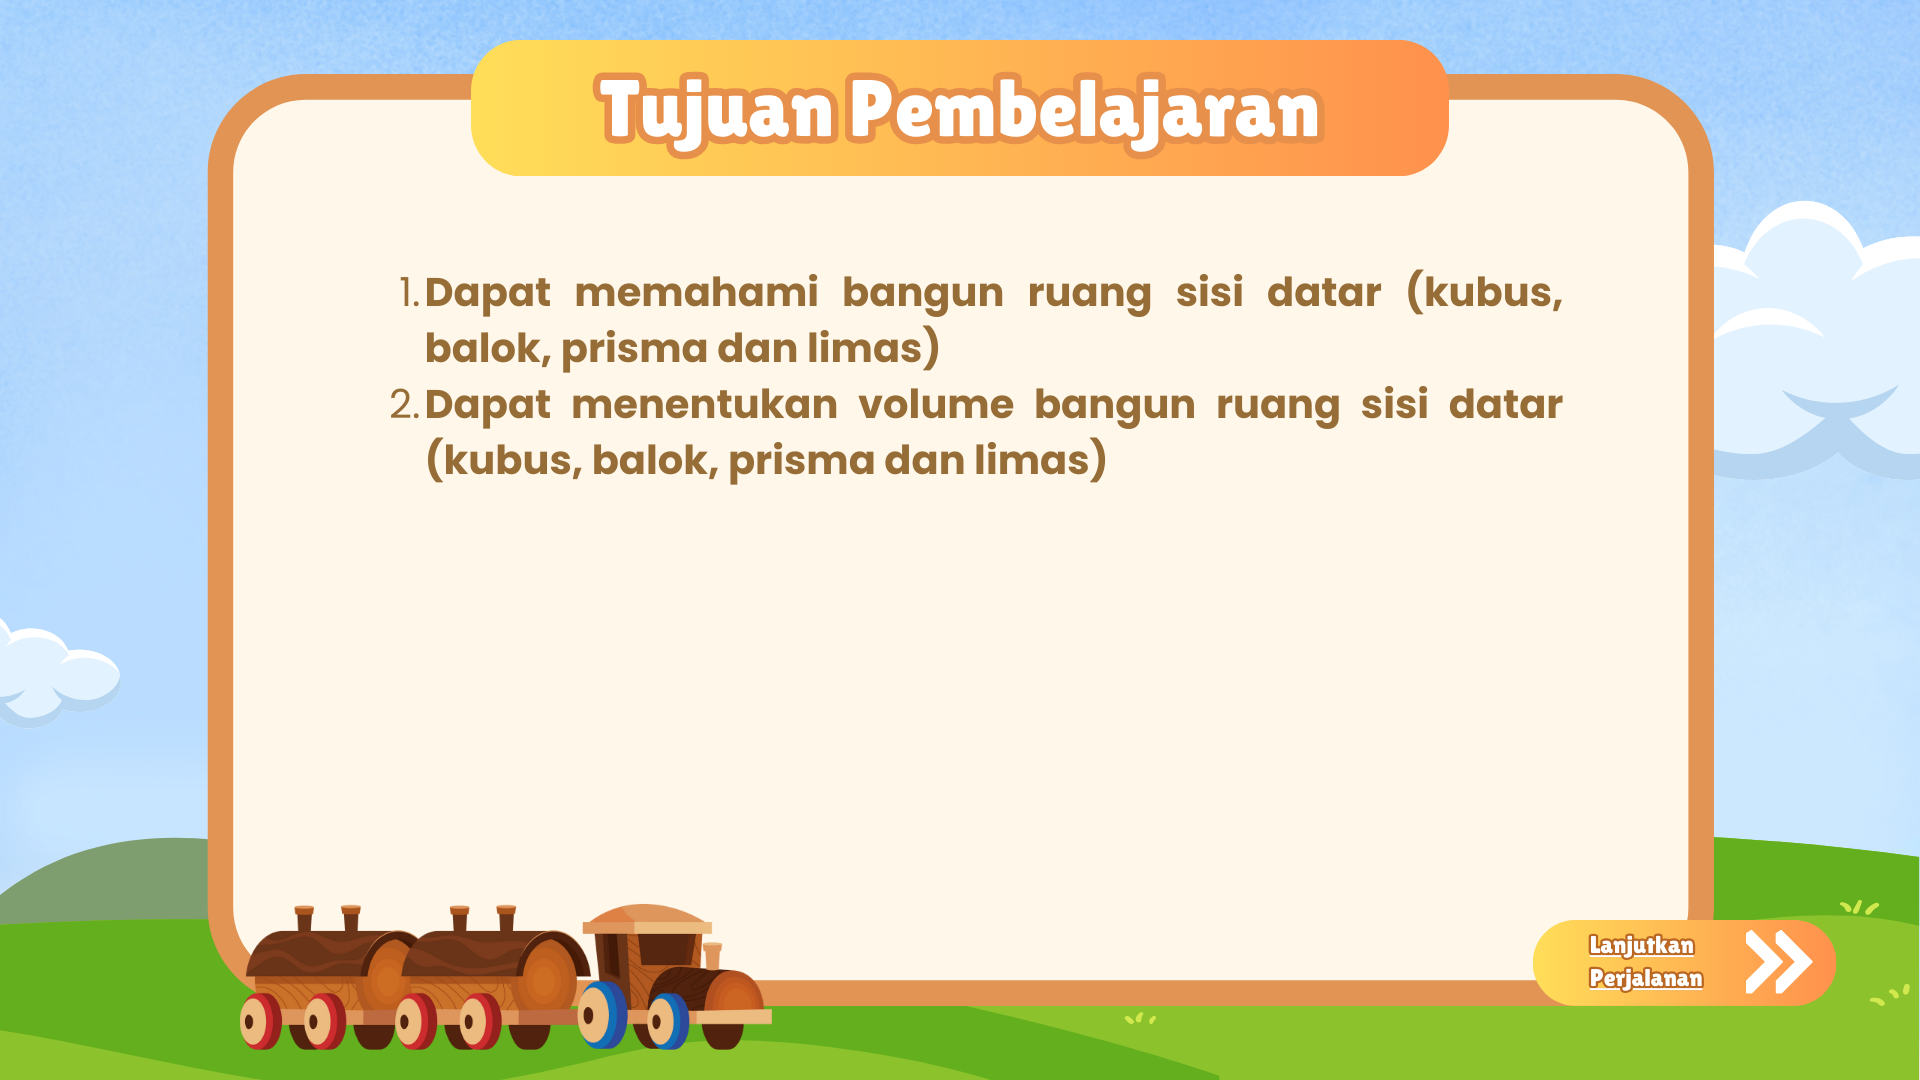 Tujuan Pembelajaran
1. Dapat memahami bangun ruang sisi datar (kubus,
balok, prisma dan limas)
2. Dapat menentukan volume bangun ruang sisi datar
(kubus, balok, prisma dan limas)
Lanjutkan
Perjalanan